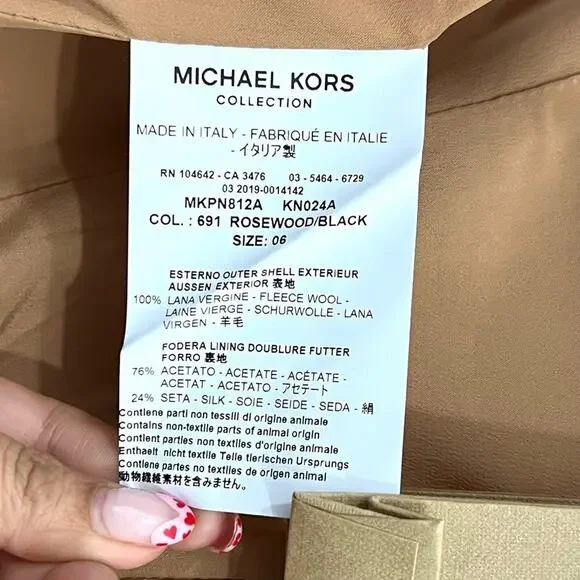 MICHAEL KORS
COLLECTION
MADE IN ITALY - FABRIQUÉ EN ITALIE
- イタリア製
RN 104642 - CA 3476 03 - 5464 - 6729
03 2019-0014142
MKPN812A KN024A
COL. : 691 ROSEWOOD/BLACK
SIZE: 06
ESTERNO OUTER SHELL EXTERIEUR
AUSSEN EXTERIOR 表地
100% LANA VERGINE - FLEECE WOOL -
LAINE VIERGE - SCHURWOLLE - LANA
VIRGEN - 羊毛
FODERA LINING DOUBLURE FUTTER
FORRO 裏地
76% ACETATO - ACETATE - ACÉTATE -
ACETAT - ACETATO - アセテート
24% SETA - SILK - SOIE - SEIDE - SEDA - 絹
Contiene parti non tessili di origine animale
Contains non-textile parts of animal origin
Contient parties non textiles d'origine animale
Enthaelt nicht textile Teile tierischen Ursprungs
Contiene partes no textiles de origen animal
動物繊維素材を含みません。